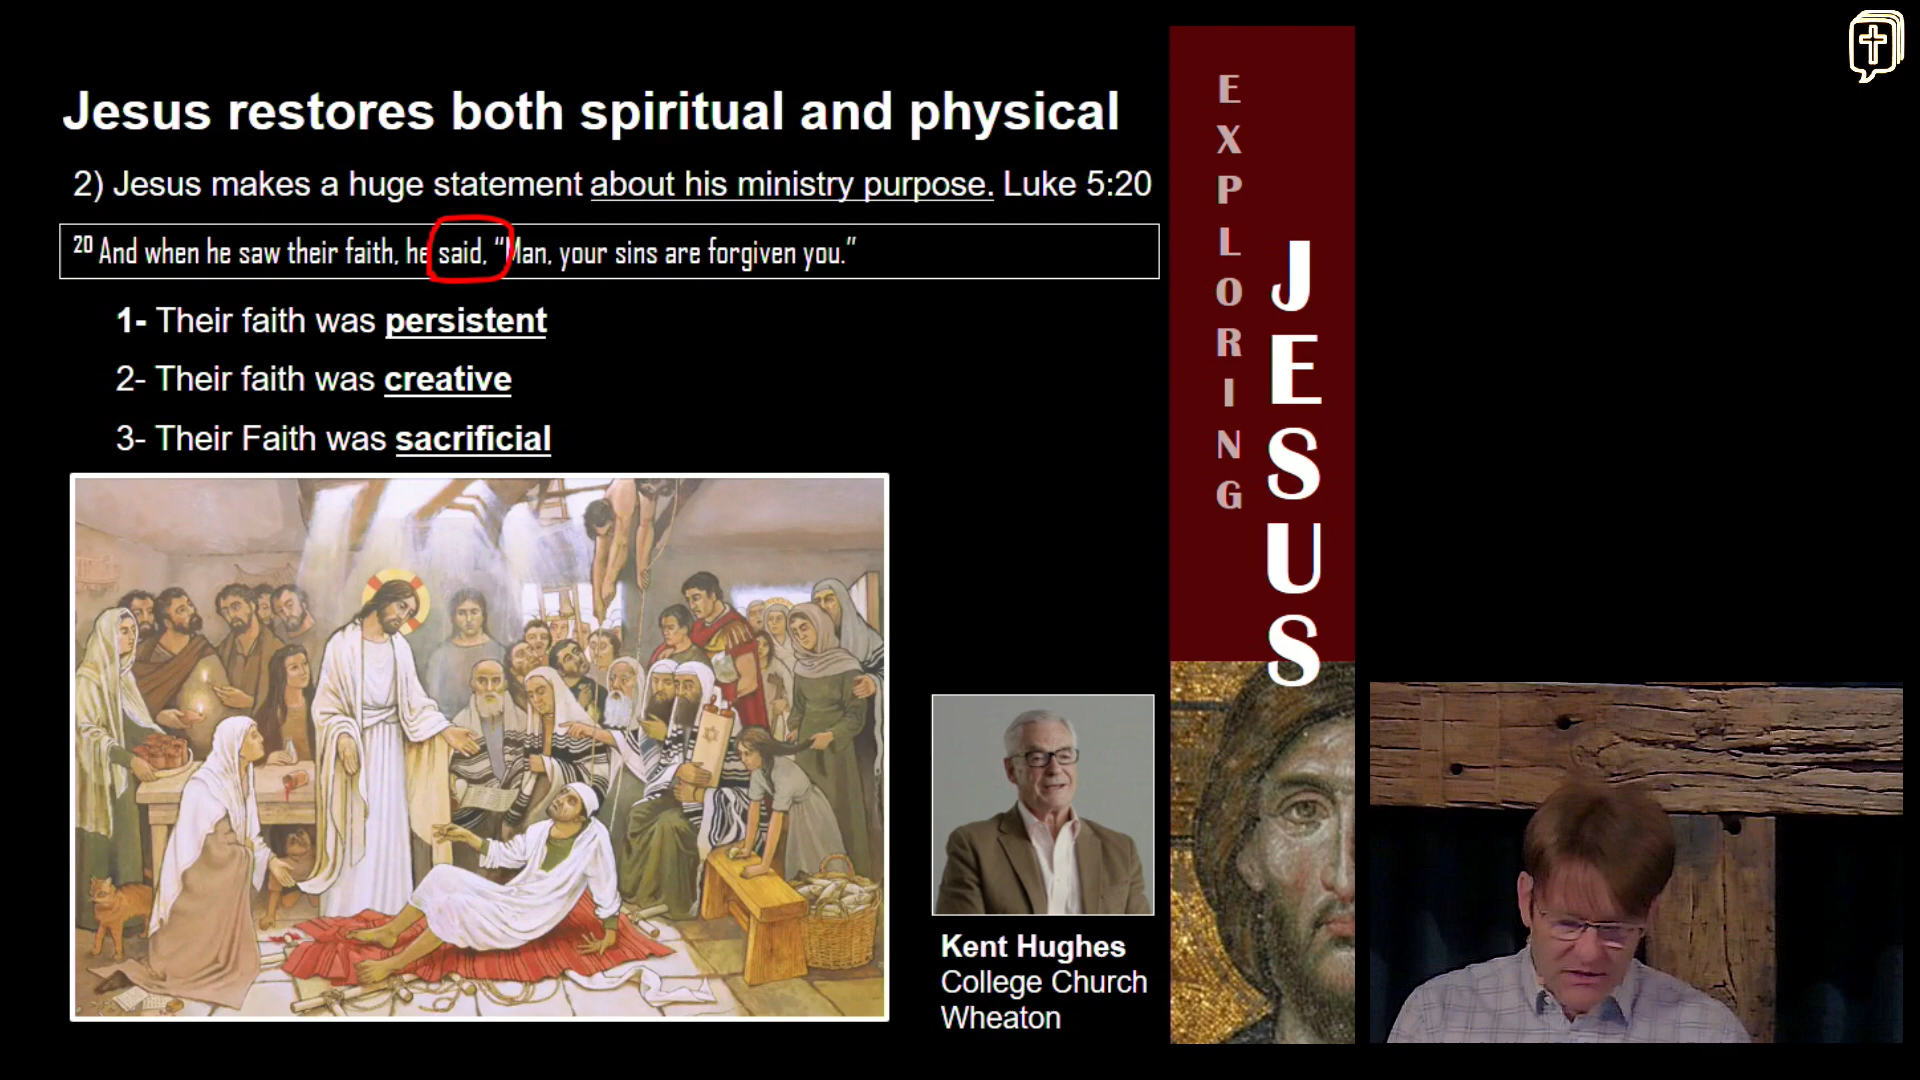 Jesus restores both spiritual and physical
2) Jesus makes a huge statement about his ministry purpose. Luke 5:20
20 And when he saw their faith, he said, “Man, your sins are forgiven you.”
1- Their faith was persistent
2- Their faith was creative
3- Their Faith was sacrificial
Kent Hughes
College Church
Wheaton
EXPLORING
JESUS